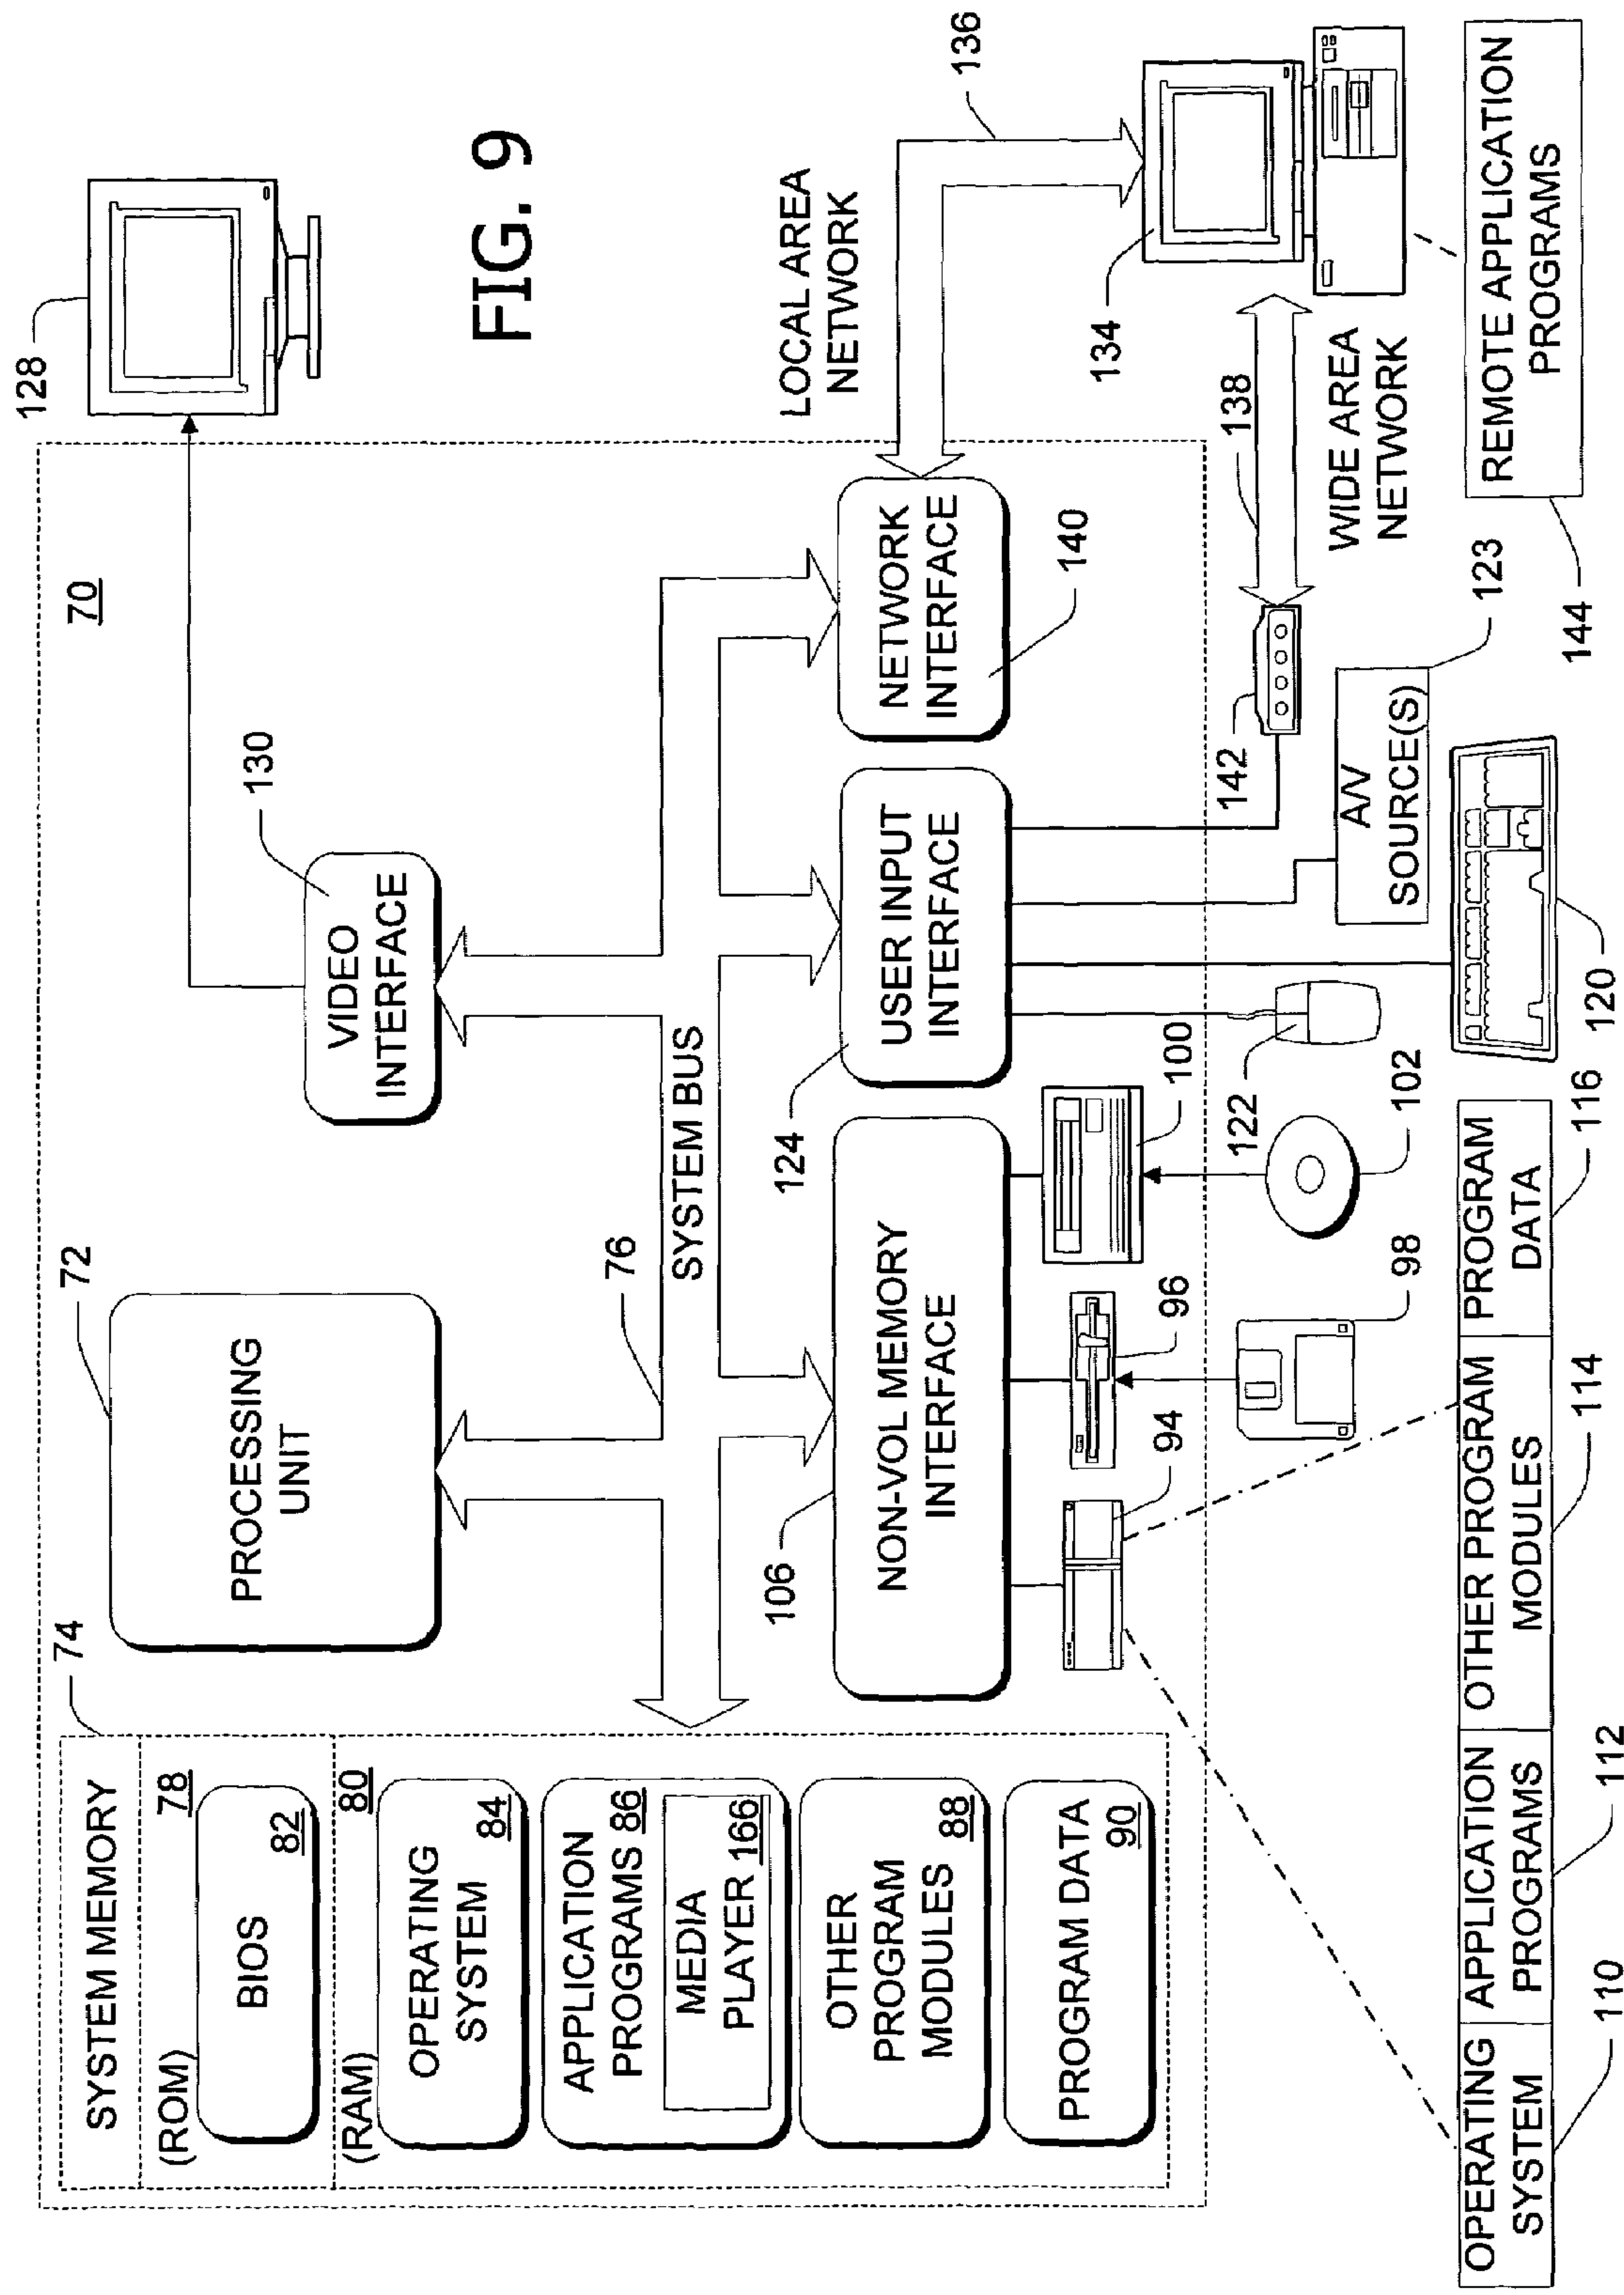 70
74
SYSTEM MEMORY
(ROM) 78
BIOS
82
(RAM) 80
OPERATING
SYSTEM
84
APPLICATION
PROGRAMS 86
MEDIA
PLAYER 166
OTHER
PROGRAM
MODULES
88
PROGRAM DATA
90
72
PROCESSING
UNIT
76
SYSTEM BUS
130
VIDEO
INTERFACE
128
FIG. 9
106
NON-VOL MEMORY
INTERFACE
124
USER INPUT
INTERFACE
NETWORK
INTERFACE
140
LOCAL AREA
NETWORK
136
94
96
98
100
102
122
120
142
138
134
WIDE AREA
NETWORK
A/V
SOURCE(S)
123
REMOTE APPLICATION
PROGRAMS
144
OPERATING
SYSTEM
110
APPLICATION
PROGRAMS
112
OTHER PROGRAM
MODULES
114
PROGRAM
DATA
116